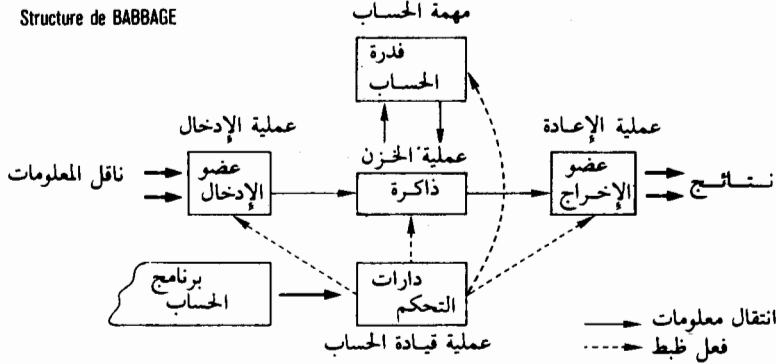 Structure de BABBAGE
مهمة الحساب
فدرة
الحساب
عملية الإدخال
عملية الخزن
عملية الإعادة
ناقل المعلومات
عضو
الإدخال
ذاكرة
عضو
الإخراج
نتائج
برنامج
الحساب
دارات
التحكم
عملية قيادة الحساب
انتقال معلومات
فعل ظبط